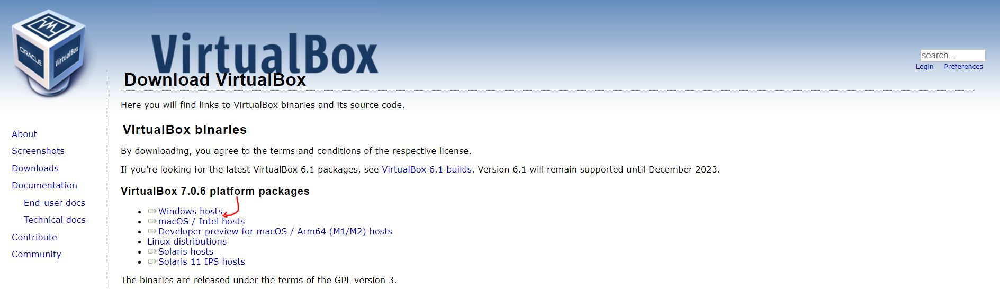 ORACLE
VirtualBox
VirtualBox
search...
Login Preferences
Download VirtualBox
Here you will find links to VirtualBox binaries and its source code.
VirtualBox binaries
By downloading, you agree to the terms and conditions of the respective license.
If you're looking for the latest VirtualBox 6.1 packages, see VirtualBox 6.1 builds. Version 6.1 will remain supported until December 2023.
VirtualBox 7.0.6 platform packages
Windows hosts
macOS / Intel hosts
Developer preview for macOS / Arm64 (M1/M2) hosts
Linux distributions
Solaris hosts
Solaris 11 IPS hosts
The binaries are released under the terms of the GPL version 3.
About
Screenshots
Downloads
Documentation
End-user docs
Technical docs
Contribute
Community